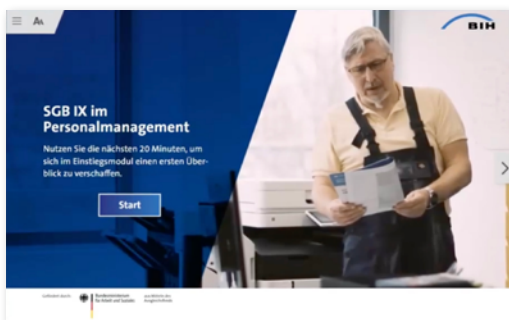 AA
BIH
SGB IX im
Personalmanagement
Nutzen Sie die nächsten 20 Minuten, um
sich im Einstiegsmodul einen ersten Über-
blick zu verschaffen.
Start
Bundesministerium
für Arbeit und Soziales